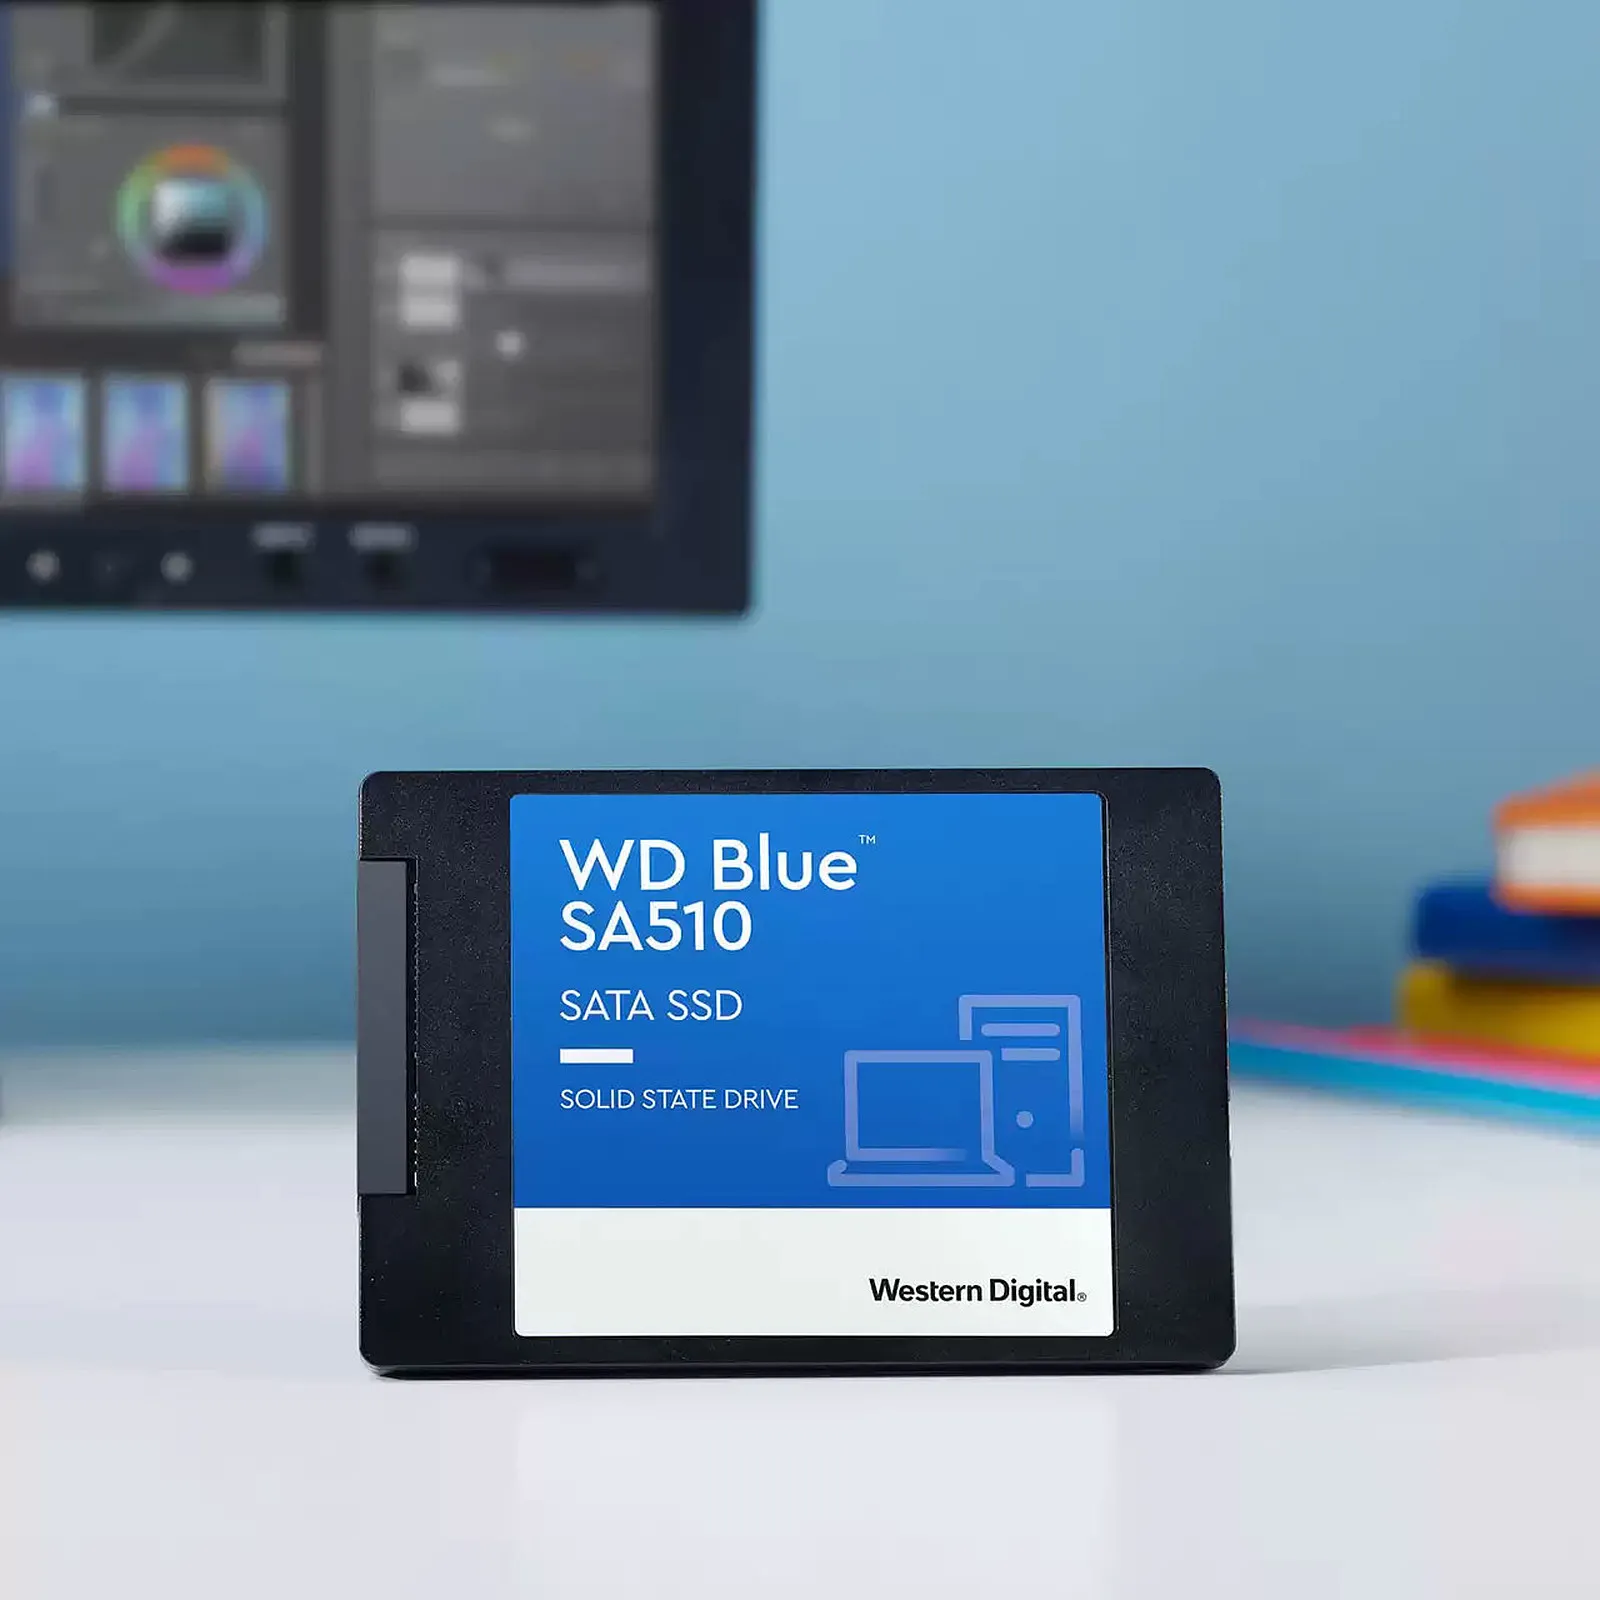 WD Blue™
SA510
SATA SSD
SOLID STATE DRIVE
Western Digital®